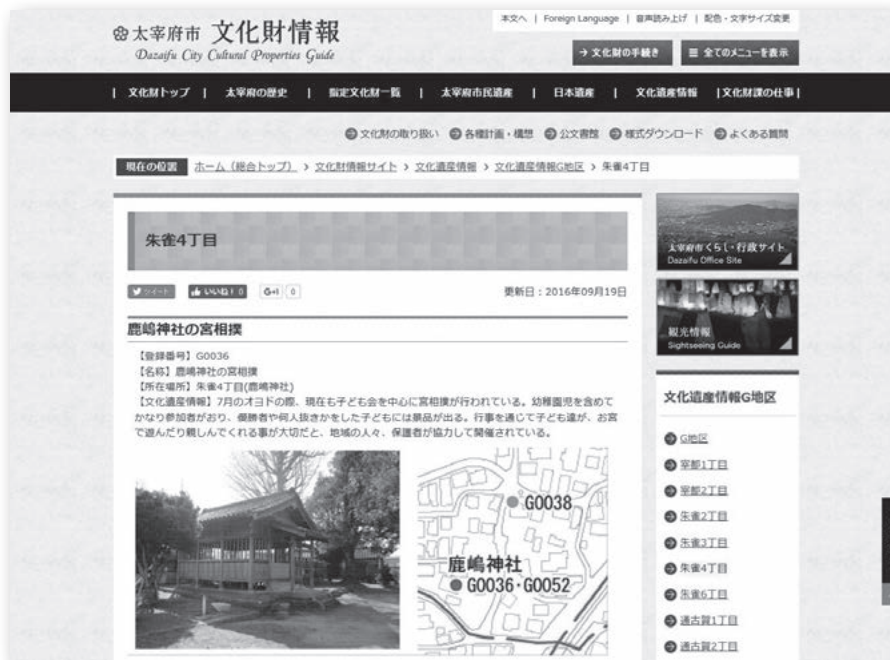 本文へ | Foreign Language | 音声読み上げ | 配色・文字サイズ変更
太宰府市 文化財情報
Dazaifu City Cultural Properties Guide
文化財の手続き
全てのメニューを表示
| 文化財トップ | 太宰府の歴史 | 指定文化財一覧 | 太宰府市民遺産 | 日本遺産 | 文化遺産情報 | 文化財課の仕事 |
文化財の取り扱い 各種計画・構想 公文書館 様式ダウンロード よくある質問
現在の位置 ホーム（総合トップ） > 文化財情報サイト > 文化遺産情報 > 文化遺産情報G地区 > 朱雀4丁目
朱雀4丁目
ツイート いいね！ 0 G+1 0
更新日：2016年09月19日
鹿嶋神社の宮相撲
【登録番号】G0036
【名称】鹿嶋神社の宮相撲
【所在場所】朱雀4丁目(鹿嶋神社)
【文化遺産情報】7月のオヨドの際、現在も子ども会を中心に宮相撲が行われている。幼稚園児を含めて
かなり参加者がおり、優勝者や何人抜きかをした子どもには景品が出る。行事を通じて子ども達が、お宮
で遊んだり親しんでくれる事が大切だと、地域の人々、保護者が協力して開催されている。
G0038
鹿嶋神社
G0036・G0052
太宰府市くらし・行政サイト
Dazaifu Office Site
観光情報
Sightseeing Guide
文化遺産情報G地区
G地区
宰都1丁目
宰都2丁目
朱雀2丁目
朱雀3丁目
朱雀4丁目
朱雀6丁目
通古賀1丁目
通古賀2丁目